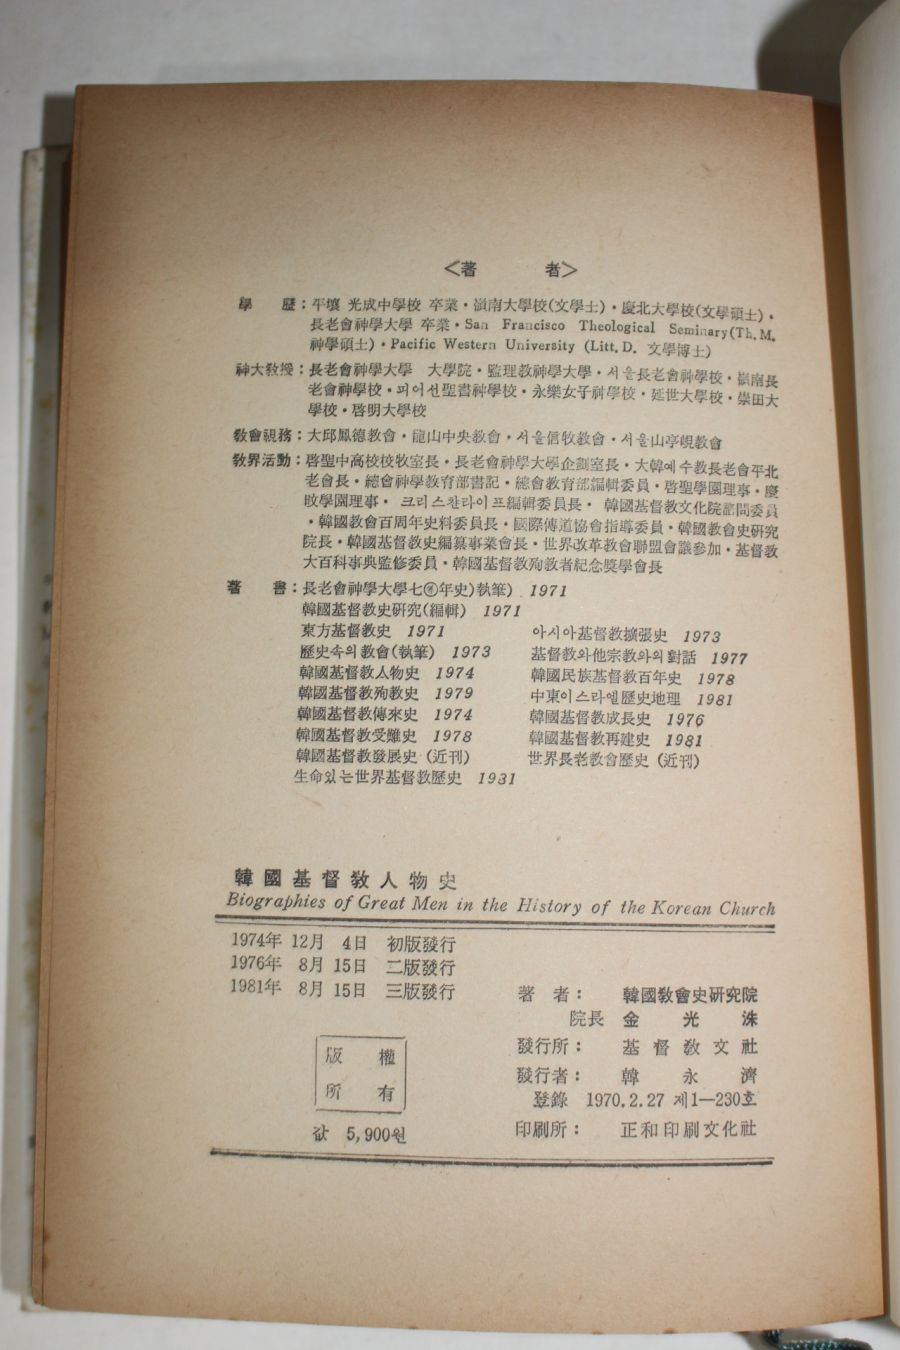 <著 者>
學 歷：平壤 光成中學校 卒業・嶺南大學校(文學士)・慶北大學校(文學碩士)・
長老會神學大學 卒業・San Francisco Theological Seminary(Th.M.
神學碩士)・Pacific Western University (Litt.D. 文學博士)
神大敎授：長老會神學大學 大學院・監理敎神學大學・서울長老會神學校・嶺南長
老會神學校・피어선聖書神學校・永樂女子神學校・延世大學校・崇田大
學校・啓明大學校
敎會視務：大邱鳳德敎會・龍山中央敎會・서울信牧敎會・서울山亭峴敎會
敎界活動：啓聖中高校校牧室長・長老會神學大學企劃室長・大韓예수敎長老會平北
老會長・總會神學敎育部書記・總會敎育部編輯委員・啓聖學園理事・慶
敗學園理事・크리스찬라이프編輯委員長・韓國基督敎文化院諮問委員
・韓國敎會百周年史料委員長・國際傳道協會指導委員・韓國敎會史硏究
院長・韓國基督敎史編纂事業會長・世界改革敎會聯盟會議參加・基督敎
大百科事典監修委員・韓國基督敎殉敎者紀念獎學會長
著 書：長老會神學大學七年史)執筆) 1971
韓國基督敎史硏究(編輯) 1971
東方基督敎史 1971 아시아基督敎擴張史 1973
歷史속의敎會(執筆) 1973 基督敎와他宗敎와의對話 1977
韓國基督敎人物史 1974 韓國民族基督敎百年史 1978
韓國基督敎殉敎史 1979 中東이스라엘歷史地理 1981
韓國基督敎傳來史 1974 韓國基督敎成長史 1976
韓國基督敎受難史 1978 韓國基督敎再建史 1981
韓國基督敎發展史 (近刊) 世界長老敎會歷史 (近刊)
生命있는世界基督敎歷史 1931
韓國基督敎人物史
Biographies of Great Men in the History of the Korean Church
1974年 12月 4日 初版發行
1976年 8月 15日 二版發行
1981年 8月 15日 三版發行
著 者： 韓國敎會史硏究院
院長 金 光 洙
發行所： 基督敎文社
發行者： 韓 永 濟
登錄 1970.2.27 제1—230호
印刷所： 正和印刷文化社
版 權
所 有
값 5,900원